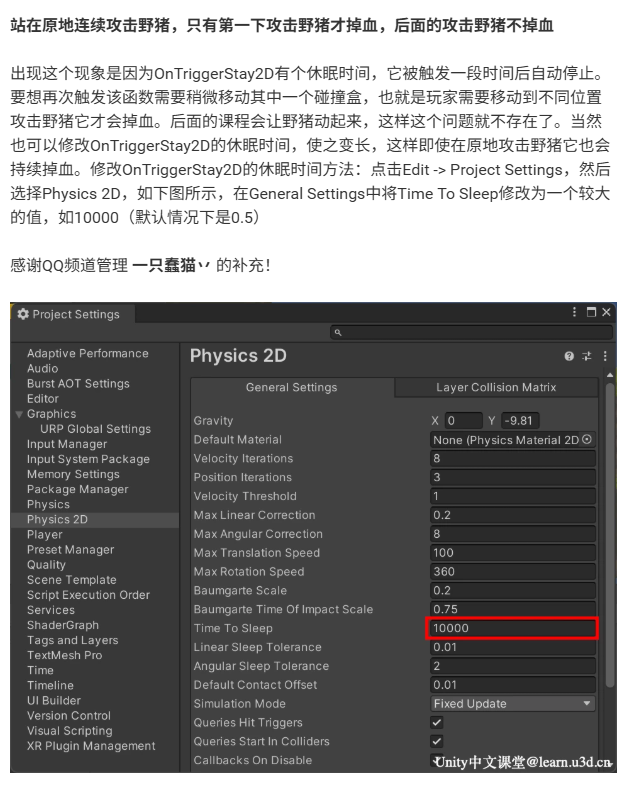 站在原地连续攻击野猪，只有第一下攻击野猪才掉血，后面的攻击野猪不掉血
出现这个现象是因为OnTriggerStay2D有个休眠时间，它被触发一段时间后自动停止。
要想再次触发该函数需要稍微移动其中一个碰撞盒，也就是玩家需要移动到不同位置
攻击野猪它才会掉血。后面的课程会让野猪动起来，这样这个问题就不存在了。当然
也可以修改OnTriggerStay2D的休眠时间，使之变长，这样即使在原地攻击野猪它也会
持续掉血。修改OnTriggerStay2D的休眠时间方法：点击Edit -> Project Settings，然后
选择Physics 2D，如下图所示，在General Settings中将Time To Sleep修改为一个较大
的值，如10000（默认情况下是0.5）
感谢QQ频道管理 一只蠢猫ヽヽ 的补充！
Project Settings
Adaptive Performance
Audio
Burst AOT Settings
Editor
Graphics
URP Global Settings
Input Manager
Input System Package
Memory Settings
Package Manager
Physics
Physics 2D
Player
Preset Manager
Quality
Scene Template
Script Execution Order
Services
ShaderGraph
Tags and Layers
TextMesh Pro
Time
Timeline
UI Builder
Version Control
Visual Scripting
XR Plugin Management
Physics 2D
General Settings Layer Collision Matrix
Gravity X 0 Y -9.81
Default Material None (Physics Material 2D
Velocity Iterations 8
Position Iterations 3
Velocity Threshold 1
Max Linear Correction 0.2
Max Angular Correction 8
Max Translation Speed 100
Max Rotation Speed 360
Baumgarte Scale 0.2
Baumgarte Time Of Impact Scale 0.75
Time To Sleep 10000
Linear Sleep Tolerance 0.01
Angular Sleep Tolerance 2
Default Contact Offset 0.01
Simulation Mode Fixed Update
Queries Hit Triggers
Queries Start In Colliders
Callbacks On Disable
Unity中文课堂@learn.u3d.cn